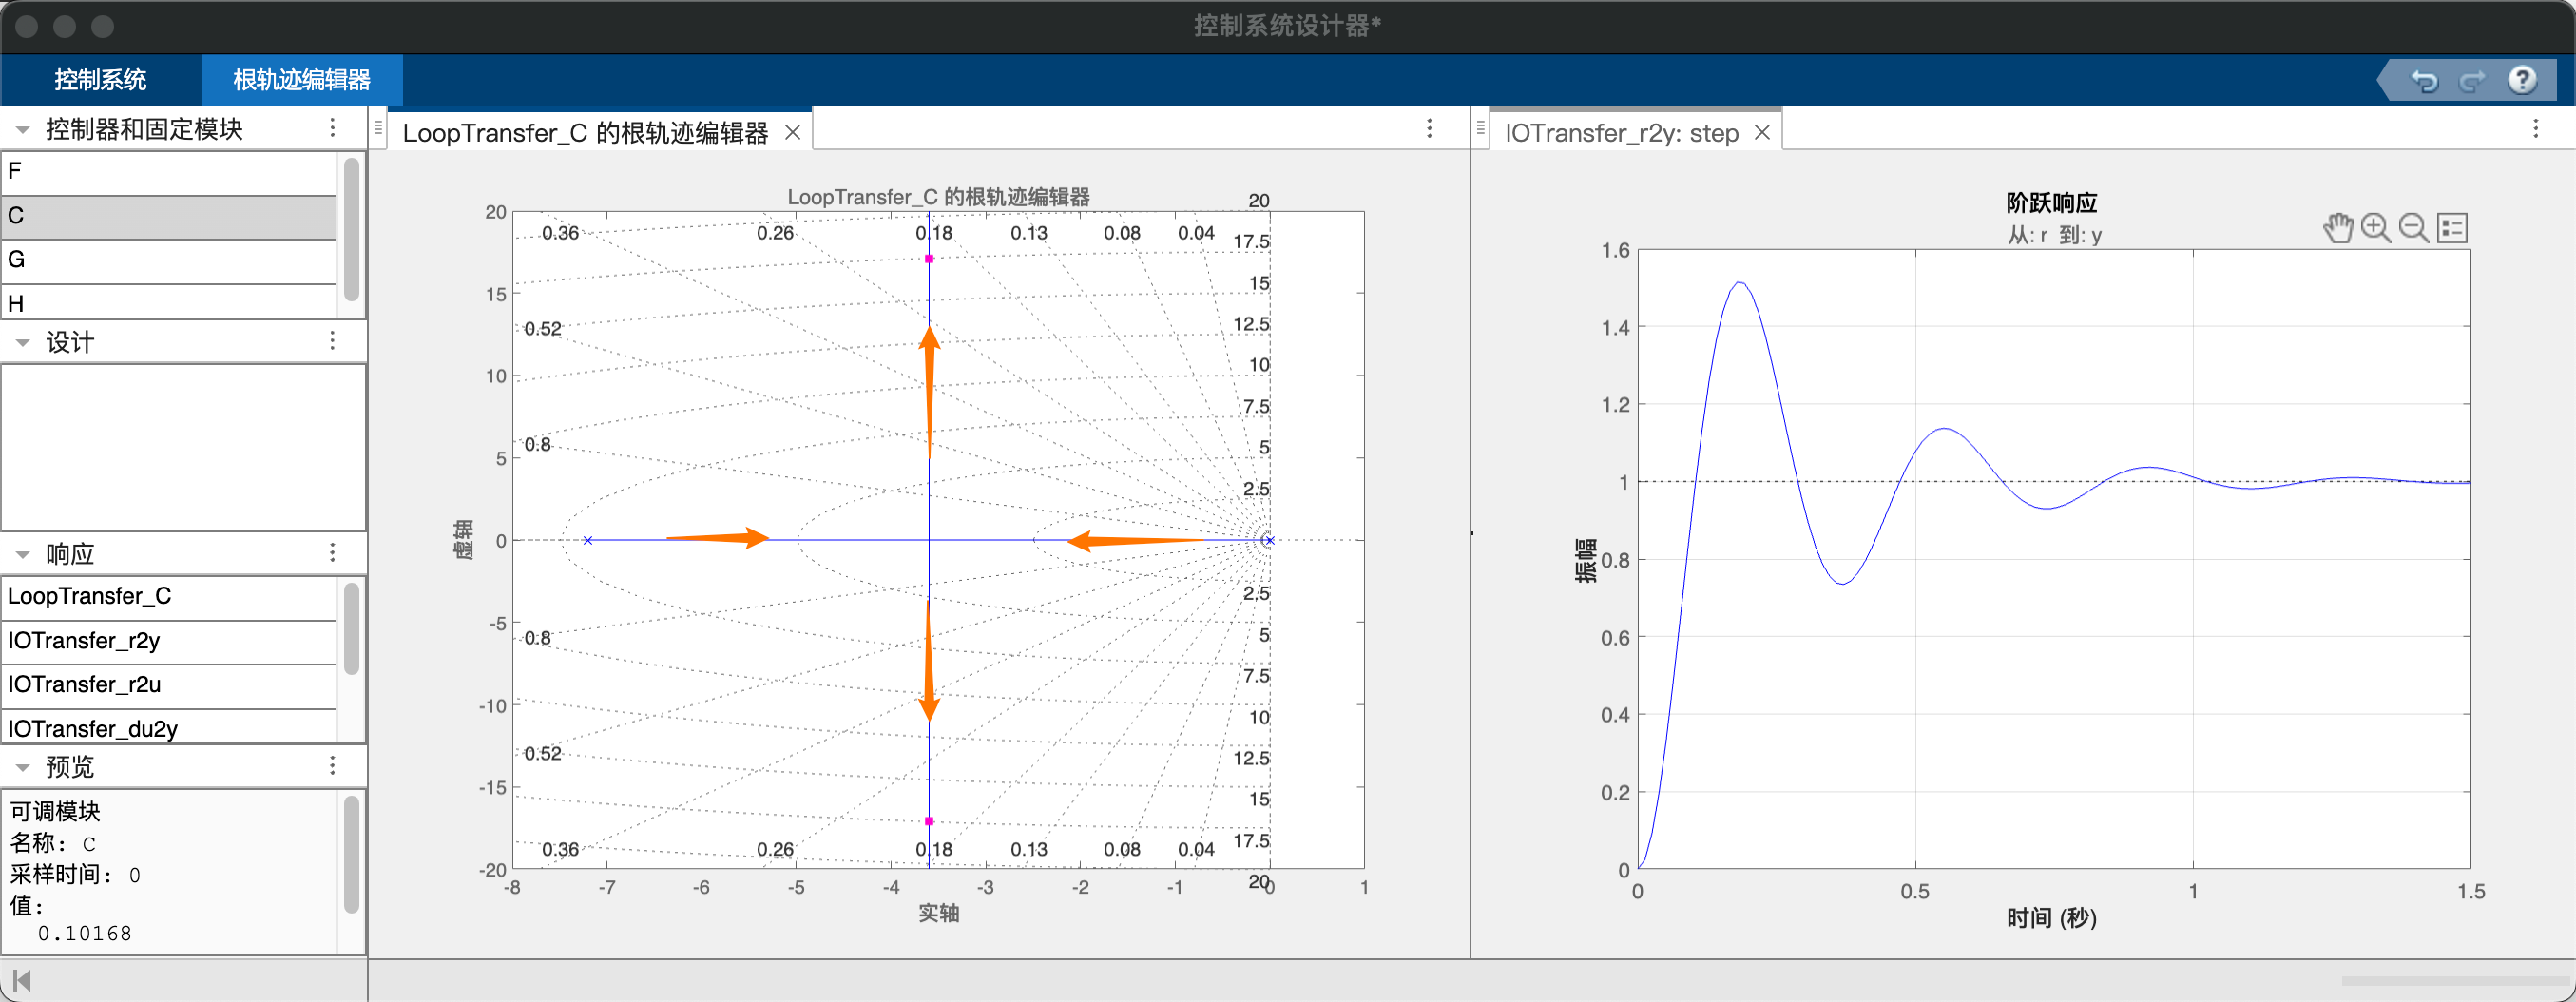 控制系统设计器*
控制系统
根轨迹编辑器
?
控制器和固定模块
F
C
G
H
设计
响应
LoopTransfer_C
IOTransfer_r2y
IOTransfer_r2u
IOTransfer_du2y
预览
可调模块
名称: C
采样时间: 0
值:
0.10168
LoopTransfer_C 的根轨迹编辑器
LoopTransfer_C 的根轨迹编辑器
20
15
10
5
0
-5
-10
-15
-20
虚轴
-8 -7 -6 -5 -4 -3 -2 -1 0 1
实轴
0.36 0.26 0.18 0.13 0.08 0.04
0.52
0.8
0.8
0.52
0.36 0.26 0.18 0.13 0.08 0.04
20
17.5
15
12.5
10
7.5
5
2.5
2.5
5
7.5
10
12.5
15
17.5
20
IOTransfer_r2y: step
阶跃响应
从: r 到: y
1.6
1.4
1.2
1
0.8
0.6
0.4
0.2
0
振幅
0 0.5 1 1.5
时间 (秒)